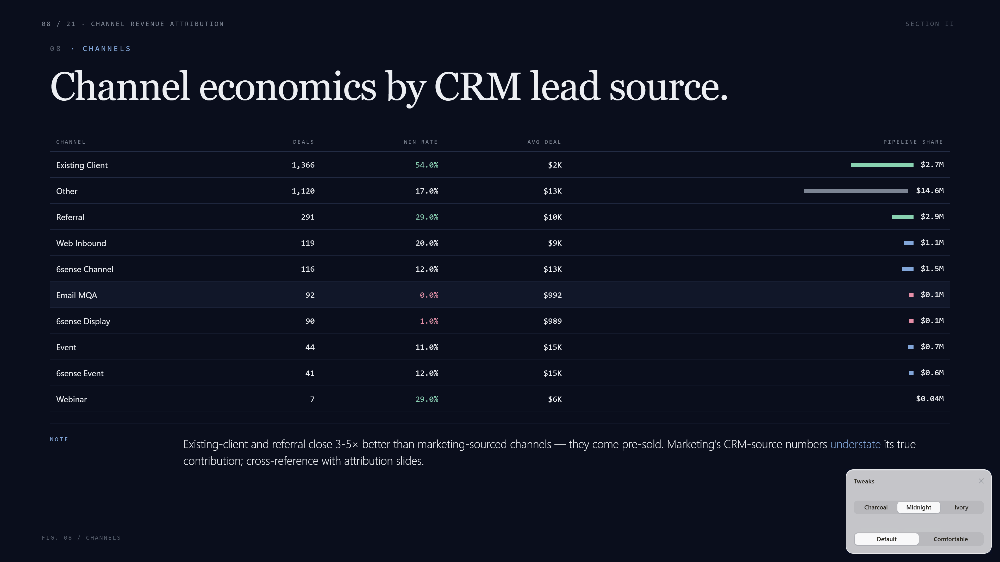 08 / 21 · CHANNEL REVENUE ATTRIBUTION
SECTION II
08 · CHANNELS
Channel economics by CRM lead source.
CHANNEL DEALS WIN RATE AVG DEAL PIPELINE SHARE
Existing Client 1,366 54.0% $2K $2.7M
Other 1,120 17.0% $13K $14.6M
Referral 291 29.0% $10K $2.9M
Web Inbound 119 20.0% $9K $1.1M
6sense Channel 116 12.0% $13K $1.5M
Email MQA 92 0.0% $992 $0.1M
6sense Display 90 1.0% $989 $0.1M
Event 44 11.0% $15K $0.7M
6sense Event 41 12.0% $15K $0.6M
Webinar 7 29.0% $6K $0.04M
NOTE
Existing-client and referral close 3-5× better than marketing-sourced channels — they come pre-sold. Marketing's CRM-source numbers understate its true
contribution; cross-reference with attribution slides.
Tweaks
Charcoal Midnight Ivory
Default Comfortable
FIG. 08 / CHANNELS